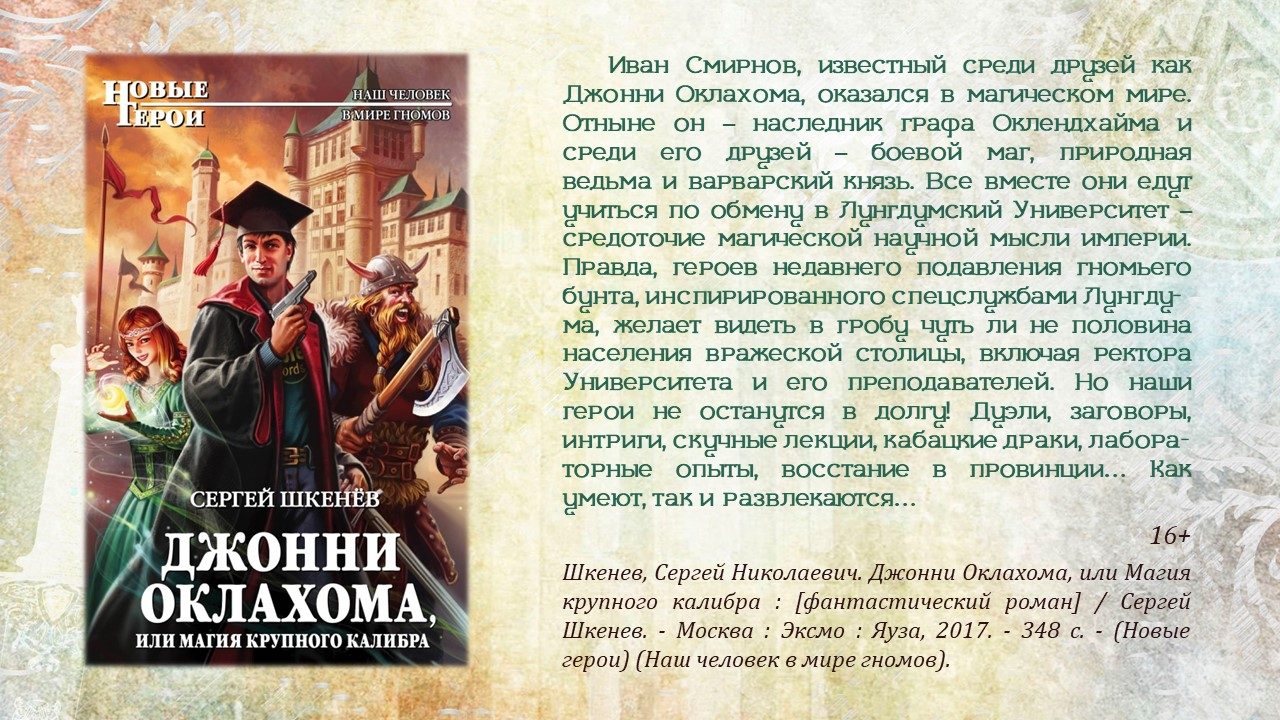 НОВЫЕ
ГЕРОИ
НАШ ЧЕЛОВЕК
В МИРЕ ГНОМОВ
СЕРГЕЙ ШКЕНЁВ
ДЖОННИ
ОКЛАХОМА,
ИЛИ МАГИЯ КРУПНОГО КАЛИБРА
Иван Смирнов, известный среди друзей как
Джонни Оклахома, оказался в магическом мире.
Отныне он – наследник графа Оклендхайма и
среди его друзей – боевой маг, природная
ведьма и варварский князь. Все вместе они едут
учиться по обмену в Лунгдумский Университет –
средоточие магической научной мысли империи.
Правда, героев недавнего подавления гномьего
бунта, инспирированного спецслужбами Лунгду-
ма, желает видеть в гробу чуть ли не половина
населения вражеской столицы, включая ректора
Университета и его преподавателей. Но наши
герои не останутся в долгу! Дуэли, заговоры,
интриги, скучные лекции, кабацкие драки, лабора-
торные опыты, восстание в провинции... Как
умеют, так и развлекаются...
16+
Шкенев, Сергей Николаевич. Джонни Оклахома, или Магия
крупного калибра : [фантастический роман] / Сергей
Шкенев. - Москва : Эксмо : Яуза, 2017. - 348 с. - (Новые
герои) (Наш человек в мире гномов).